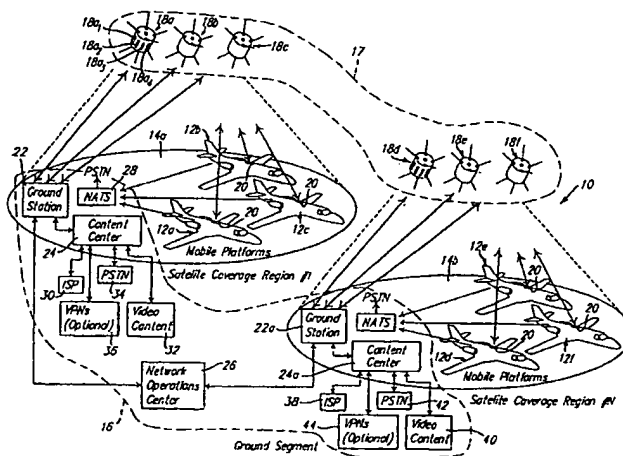 18a₁
18a
18b
18a₂
18c
18a₃
18a₄
17
12b
14a
22
PSTN
28
18d
18e
18f
20
10
Ground
Station
NATS
20
20
12c
12a
Content
Center
Mobile Platforms
24
Satellite Coverage Region #1
12e
14b
30
ISP
PSTN
34
20
VPNs
(Optional)
Video
Content
PSTN
Ground
Station
NATS
20
20
36
32
22a
12d
12f
26
24a
Content
Center
Mobile Platforms
Network
Operations
Center
38
ISP
PSTN
42
Satellite Coverage Region #N
44
VPNs
(Optional)
Video
Content
40
16
Ground Segment